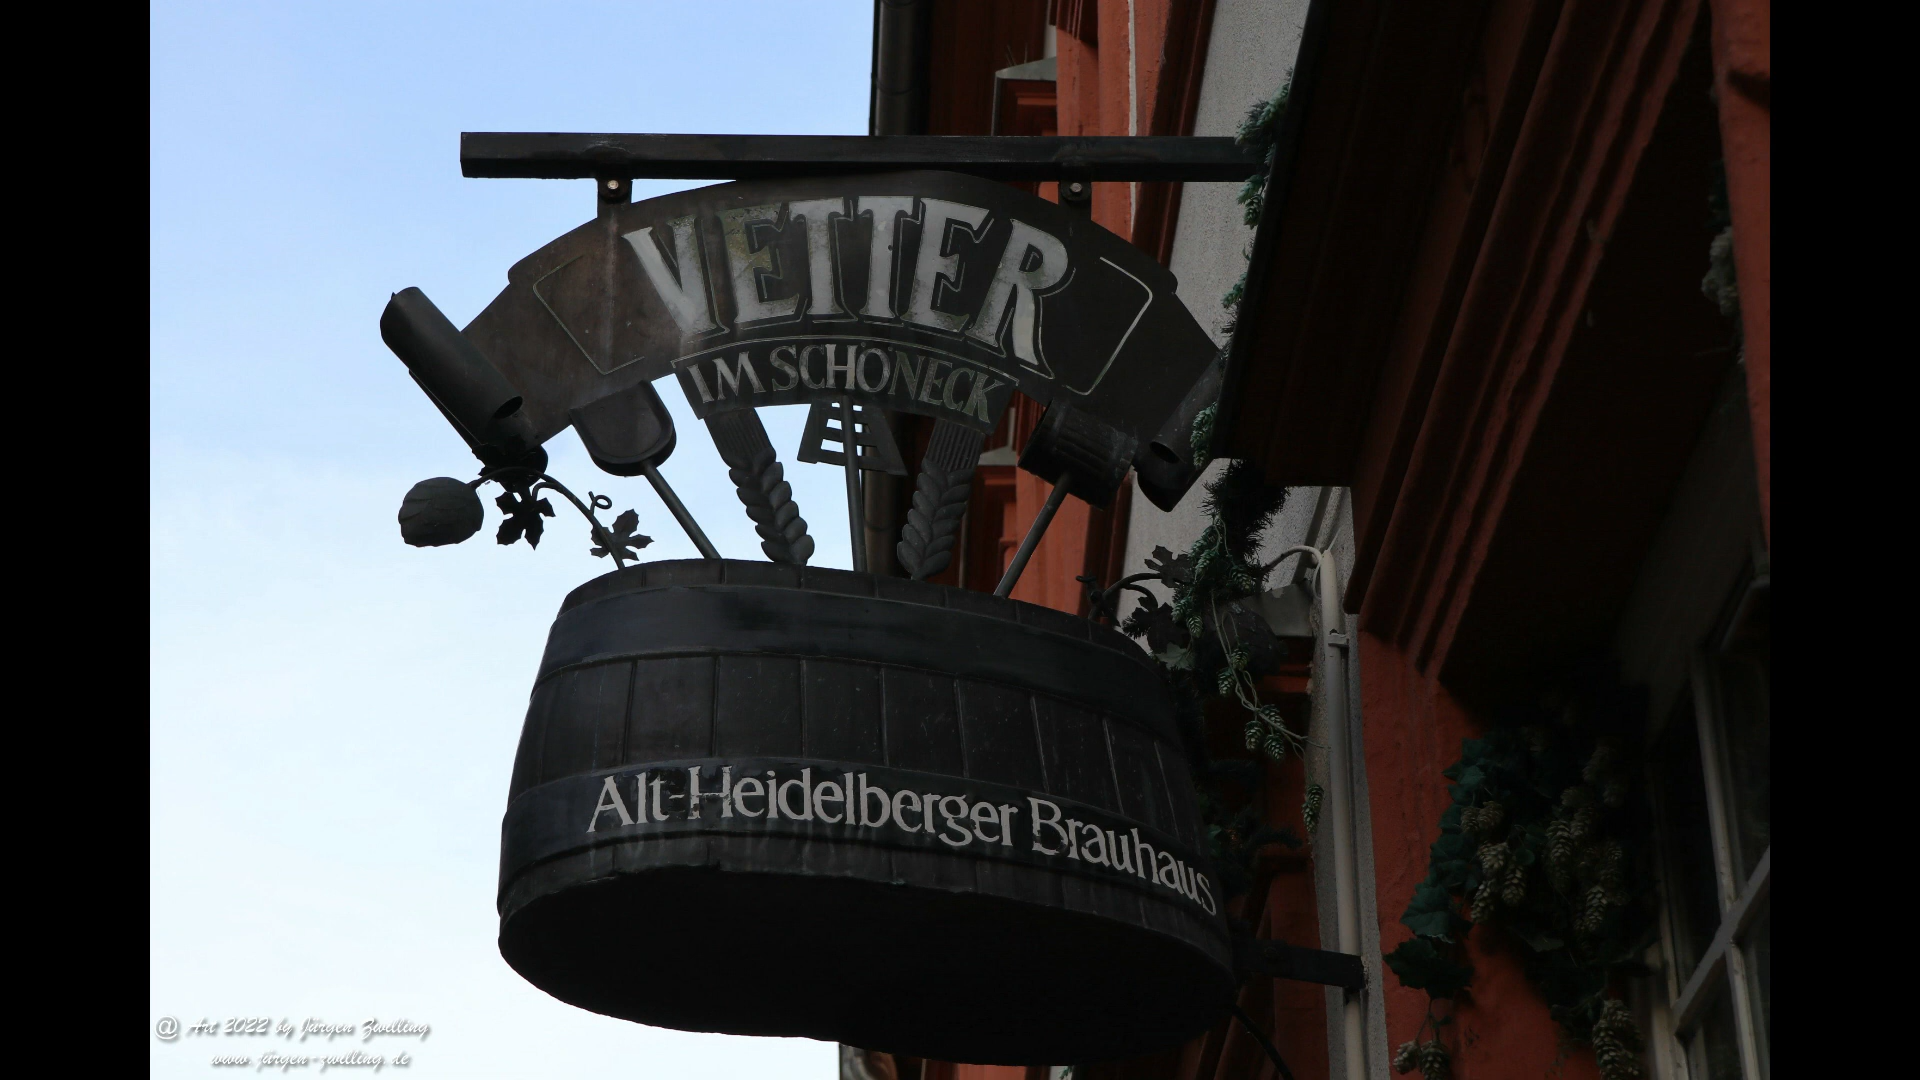 VETTER
IM SCHÖNECK
Alt-Heidelberger Brauhaus
@ Art 2022 by Jürgen Zwilling
www.jürgen-zwilling.de